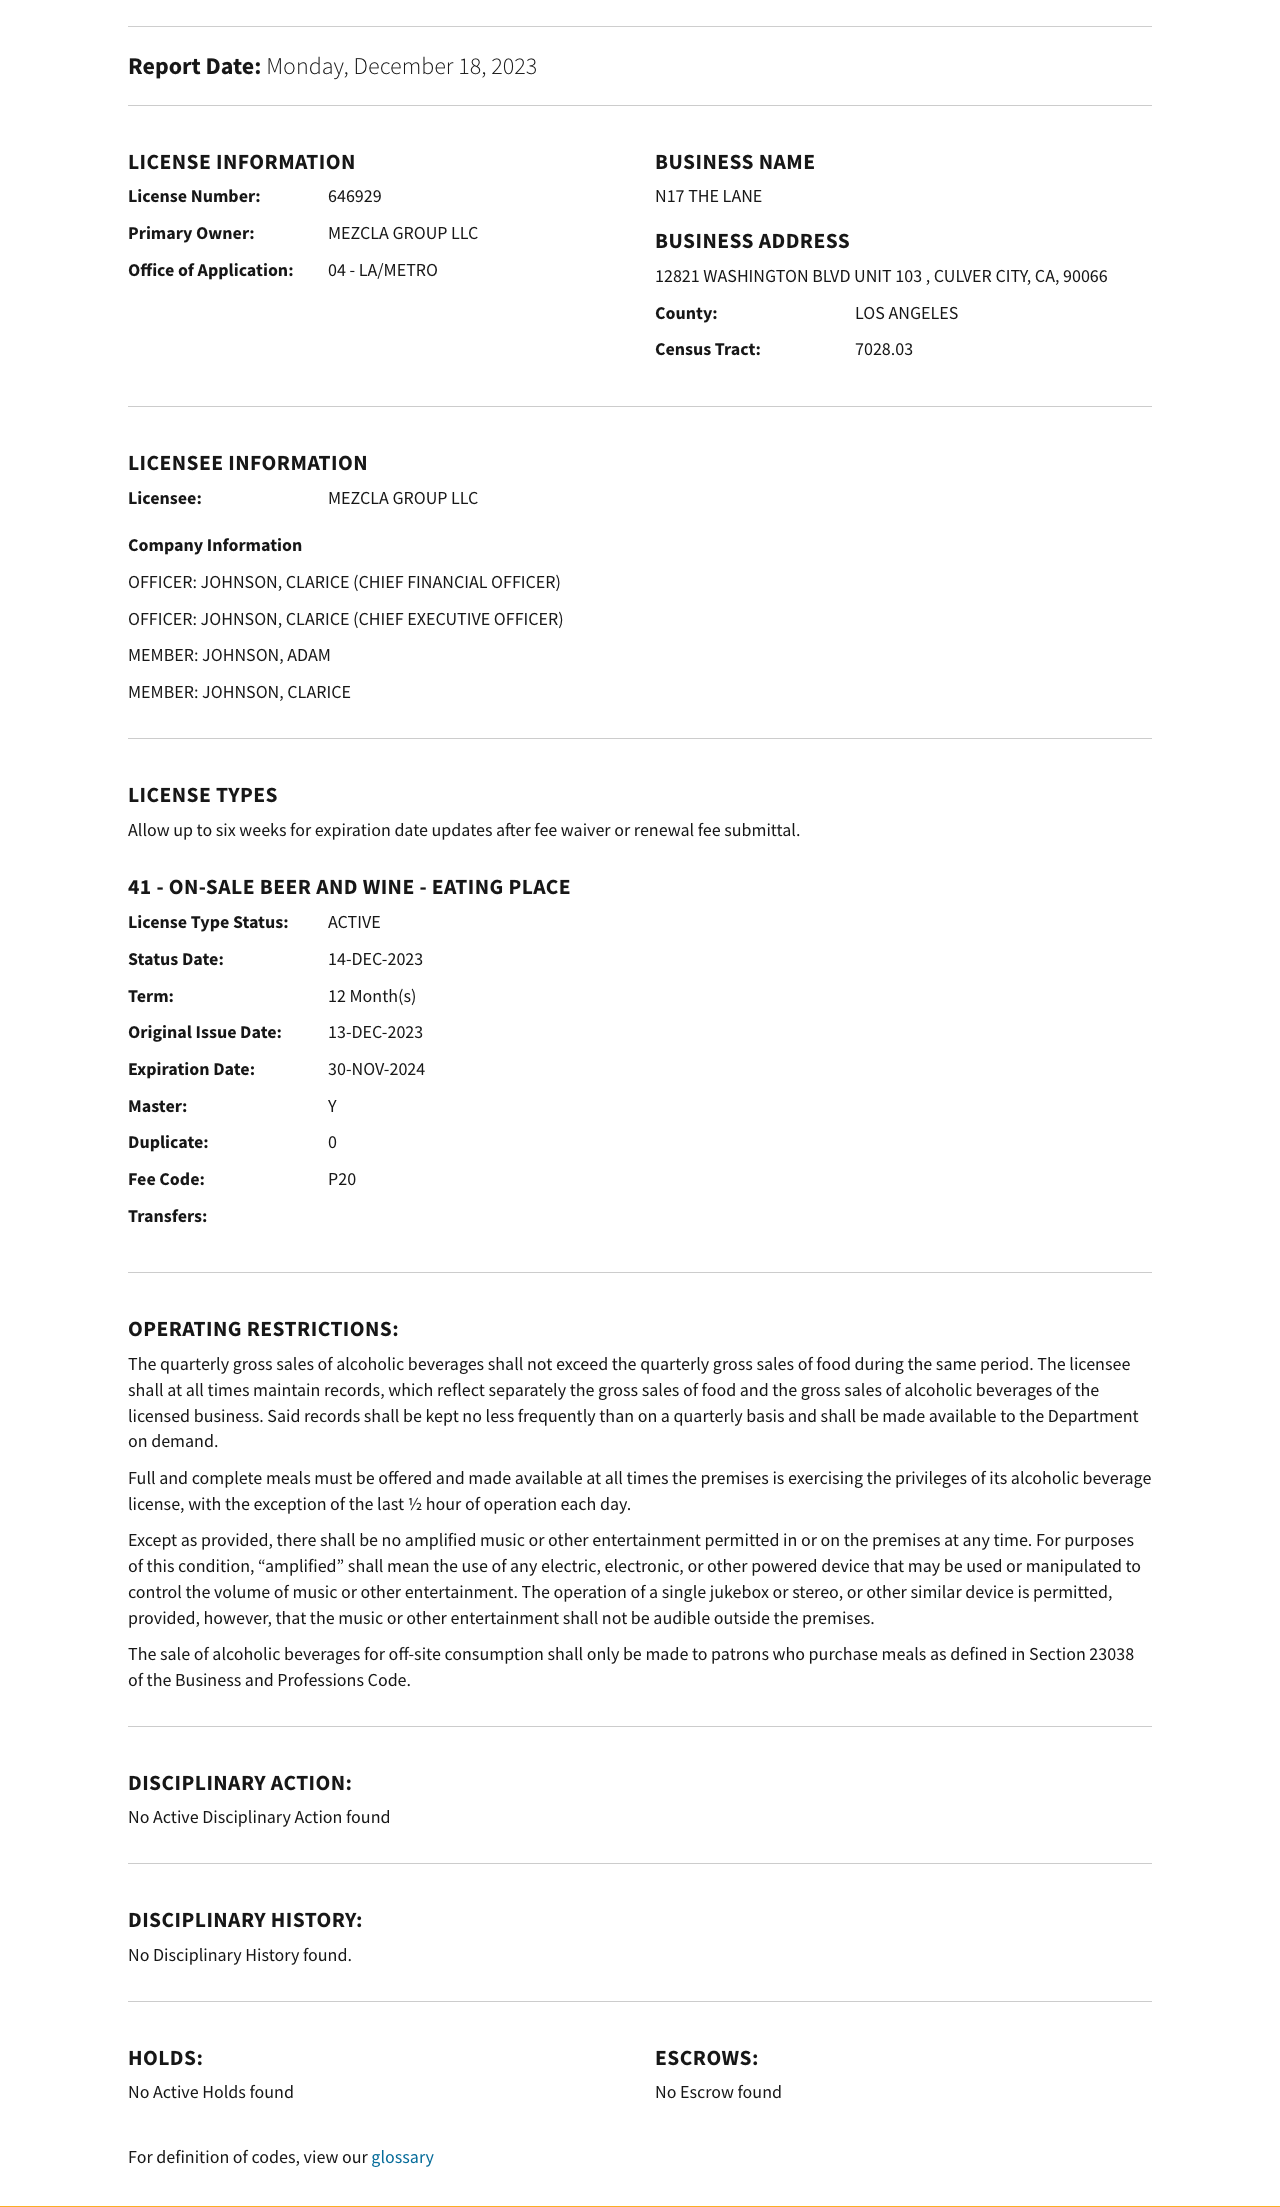 Report Date: Monday, December 18, 2023
LICENSE INFORMATION
License Number: 646929
Primary Owner: MEZCLA GROUP LLC
Office of Application: 04 - LA/METRO
BUSINESS NAME
N17 THE LANE
BUSINESS ADDRESS
12821 WASHINGTON BLVD UNIT 103 , CULVER CITY, CA, 90066
County: LOS ANGELES
Census Tract: 7028.03
LICENSEE INFORMATION
Licensee: MEZCLA GROUP LLC
Company Information
OFFICER: JOHNSON, CLARICE (CHIEF FINANCIAL OFFICER)
OFFICER: JOHNSON, CLARICE (CHIEF EXECUTIVE OFFICER)
MEMBER: JOHNSON, ADAM
MEMBER: JOHNSON, CLARICE
LICENSE TYPES
Allow up to six weeks for expiration date updates after fee waiver or renewal fee submittal.
41 - ON-SALE BEER AND WINE - EATING PLACE
License Type Status: ACTIVE
Status Date: 14-DEC-2023
Term: 12 Month(s)
Original Issue Date: 13-DEC-2023
Expiration Date: 30-NOV-2024
Master: Y
Duplicate: 0
Fee Code: P20
Transfers:
OPERATING RESTRICTIONS:
The quarterly gross sales of alcoholic beverages shall not exceed the quarterly gross sales of food during the same period. The licensee
shall at all times maintain records, which reflect separately the gross sales of food and the gross sales of alcoholic beverages of the
licensed business. Said records shall be kept no less frequently than on a quarterly basis and shall be made available to the Department
on demand.
Full and complete meals must be offered and made available at all times the premises is exercising the privileges of its alcoholic beverage
license, with the exception of the last ½ hour of operation each day.
Except as provided, there shall be no amplified music or other entertainment permitted in or on the premises at any time. For purposes
of this condition, “amplified” shall mean the use of any electric, electronic, or other powered device that may be used or manipulated to
control the volume of music or other entertainment. The operation of a single jukebox or stereo, or other similar device is permitted,
provided, however, that the music or other entertainment shall not be audible outside the premises.
The sale of alcoholic beverages for off-site consumption shall only be made to patrons who purchase meals as defined in Section 23038
of the Business and Professions Code.
DISCIPLINARY ACTION:
No Active Disciplinary Action found
DISCIPLINARY HISTORY:
No Disciplinary History found.
HOLDS:
No Active Holds found
ESCROWS:
No Escrow found
For definition of codes, view our glossary